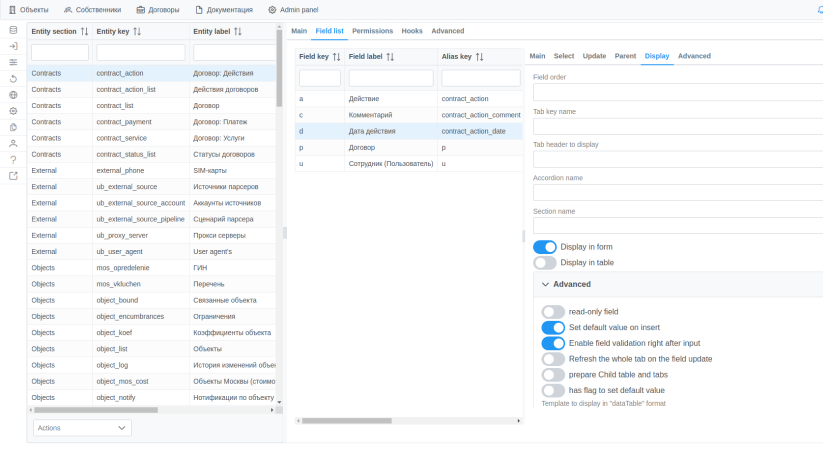 Объекты Собственники Договоры Документация Admin panel
Entity section Entity key Entity label
Contracts contract_action Договор: Действия
Contracts contract_action_list Действия договоров
Contracts contract_list Договор
Contracts contract_payment Договор: Платеж
Contracts contract_service Договор: Услуги
Contracts contract_status_list Статусы договоров
External external_phone SIM-карты
External ub_external_source Источники парсеров
External ub_external_source_account Аккаунты источников
External ub_external_source_pipeline Сценарий парсера
External ub_proxy_server Прокси серверы
External ub_user_agent User agent's
Objects mos_opredelenie ГИН
Objects mos_vkluchen Перечень
Objects object_bound Связанные объекта
Objects object_encumbrances Ограничения
Objects object_koef Коэффициенты объекта
Objects object_list Объекты
Objects object_log История изменений объек
Objects object_mos_cost Объекты Москвы (стоимо
Objects object_notify Нотификации по объекту
Actions
Main Field list Permissions Hooks Advanced
Field key Field label Alias key
a Действие contract_action
c Комментарий contract_action_comment
d Дата действия contract_action_date
p Договор p
u Сотрудник (Пользователь) u
Main Select Update Parent Display Advanced
Field order
Tab key name
Tab header to display
Accordion name
Section name
Display in form
Display in table
Advanced
read-only field
Set default value on insert
Enable field validation right after input
Refresh the whole tab on the field update
prepare Child table and tabs
has flag to set default value
Template to display in "dataTable" format